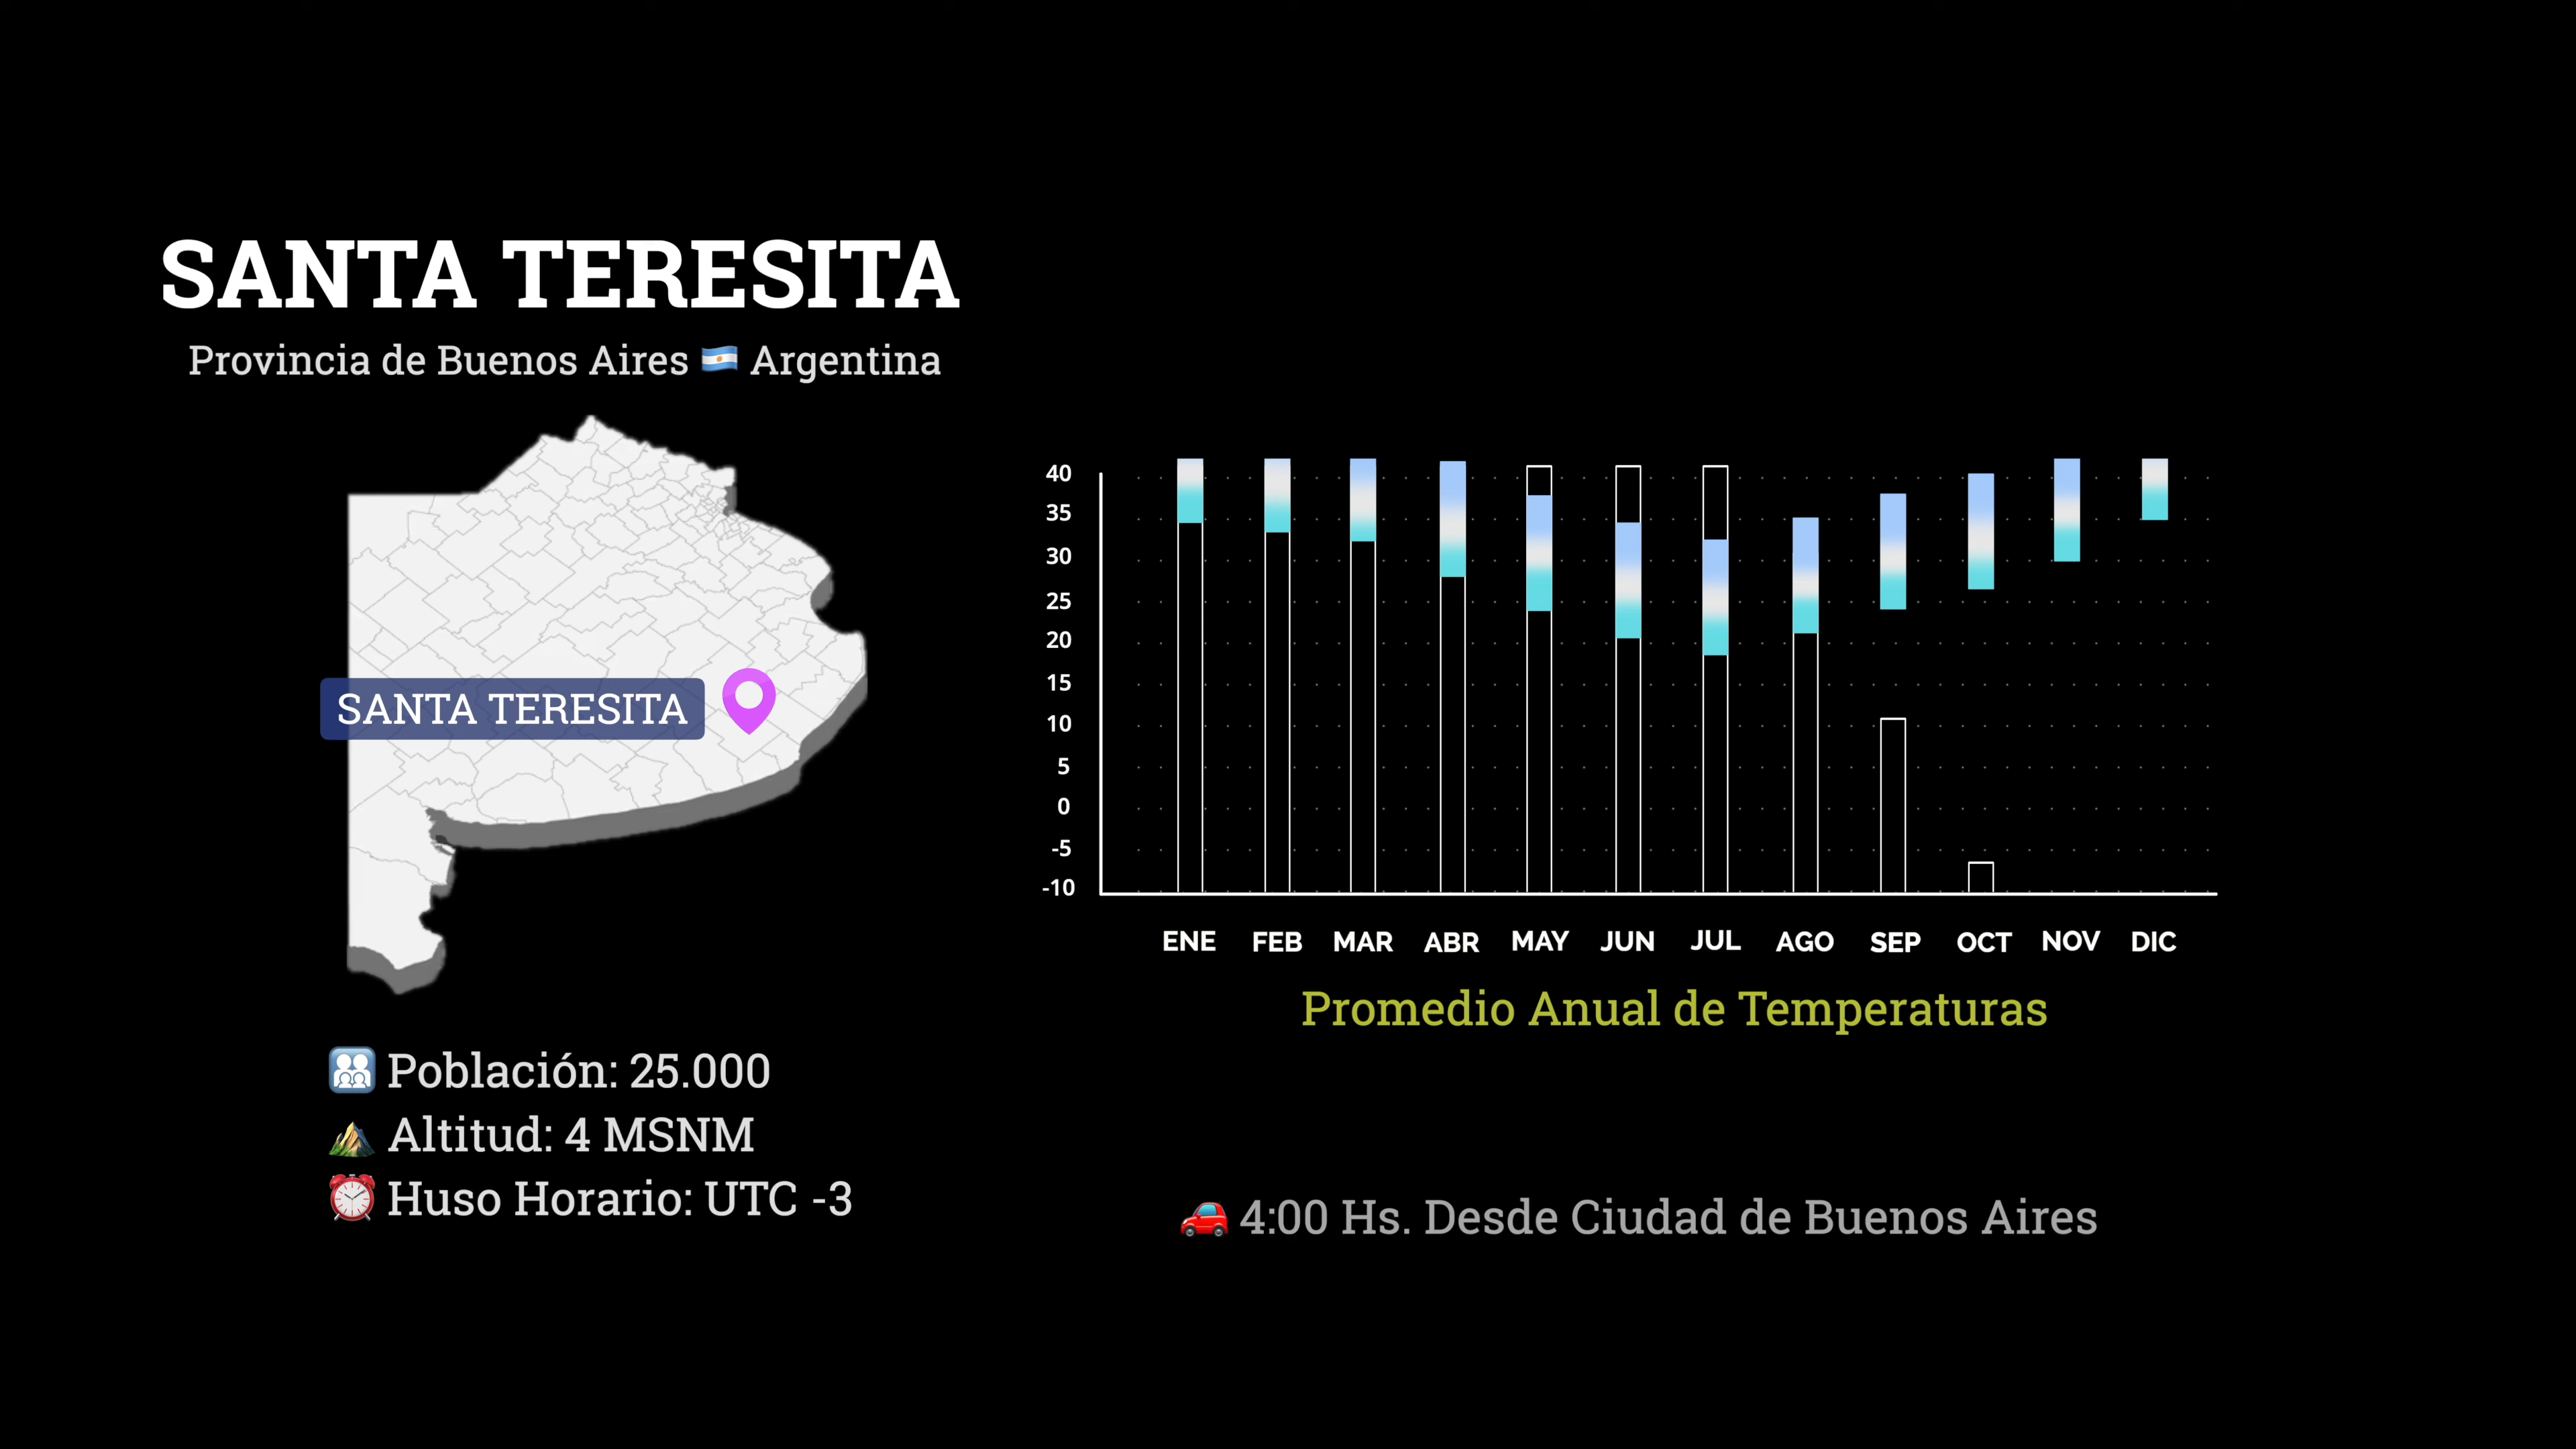 SANTA TERESITA
Provincia de Buenos Aires 🇦🇷 Argentina
SANTA TERESITA
Población: 25.000
Altitud: 4 MSNM
Huso Horario: UTC -3
40
35
30
25
20
15
10
5
0
-5
-10
ENE FEB MAR ABR MAY JUN JUL AGO SEP OCT NOV DIC
Promedio Anual de Temperaturas
4:00 Hs. Desde Ciudad de Buenos Aires